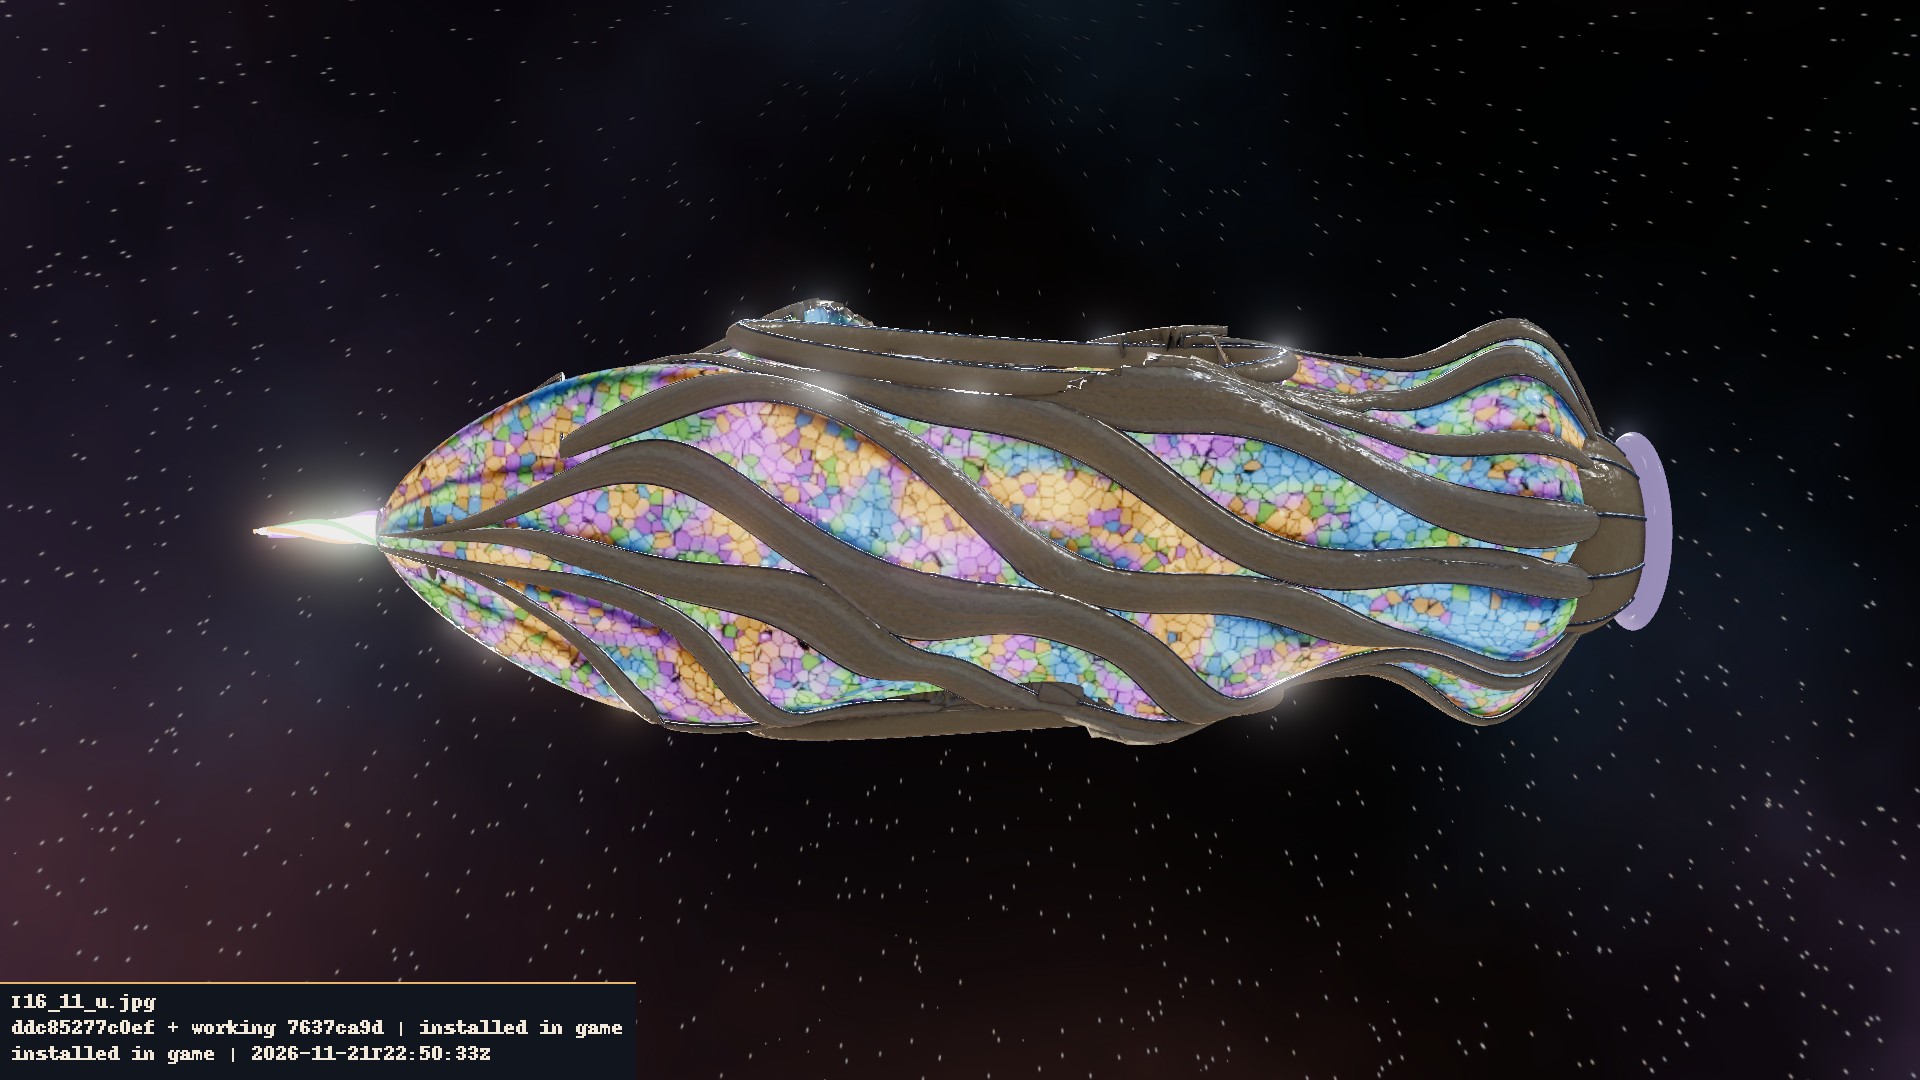 I16_11_u.jpg
ddc85277c0ef + working 7637ca9d | installed in game
installed in game | 2026-11-21T22:50:33Z